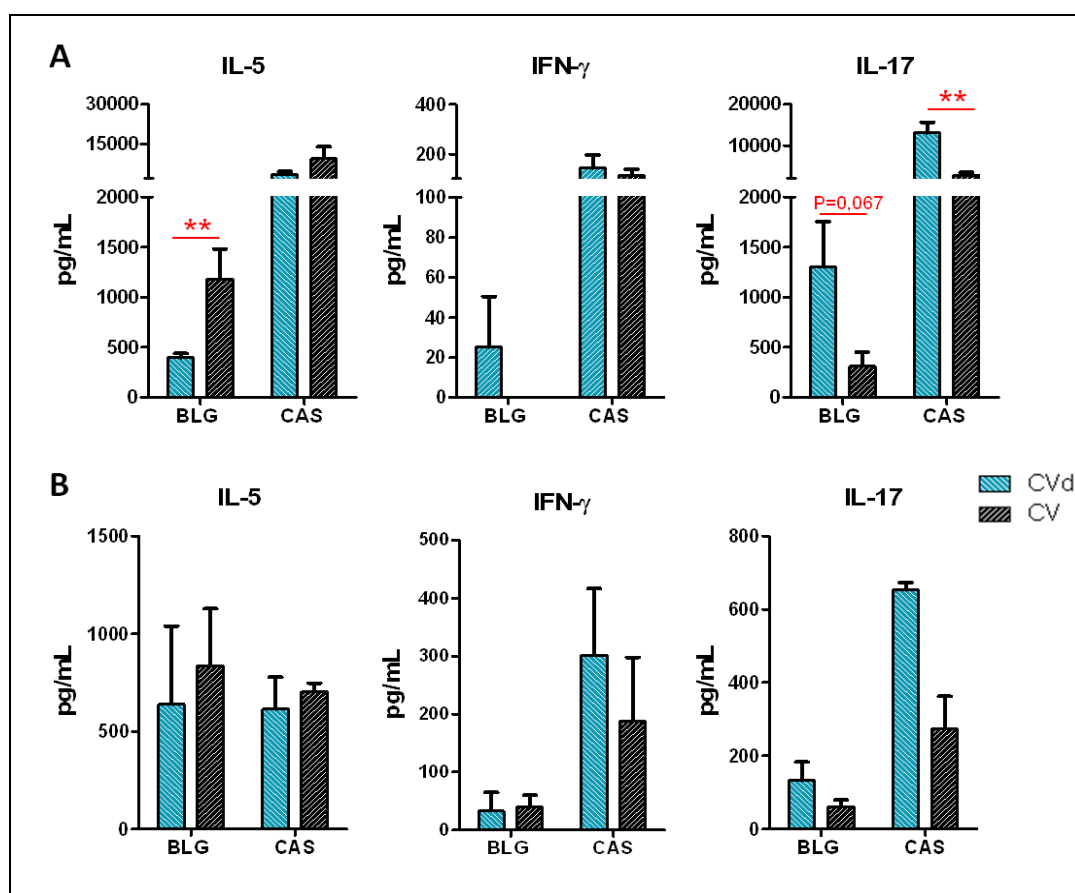 A
IL-5
IFN-γ
IL-17
pg/mL
30000
15000
2000
1500
1000
500
0
**
BLG
CAS
400
200
100
80
60
40
20
0
BLG
CAS
20000
10000
2000
1500
1000
500
0
P=0,067
**
BLG
CAS
B
IL-5
IFN-γ
IL-17
CVd
CV
pg/mL
1500
1000
500
0
BLG
CAS
pg/mL
500
400
300
200
100
0
BLG
CAS
pg/mL
800
600
400
200
0
BLG
CAS
pg/mL
pg/mL